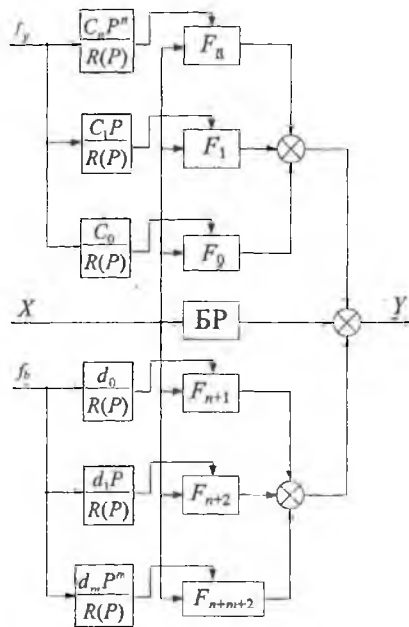 f_y
C_n P^n / R(P)
F_n
C_1 P / R(P)
F_1
C_0 / R(P)
F_0
X
БР
Y
f_b
d_0 / R(P)
F_{n+1}
d_1 P / R(P)
F_{n+2}
d_m P^m / R(P)
F_{n+m+2}